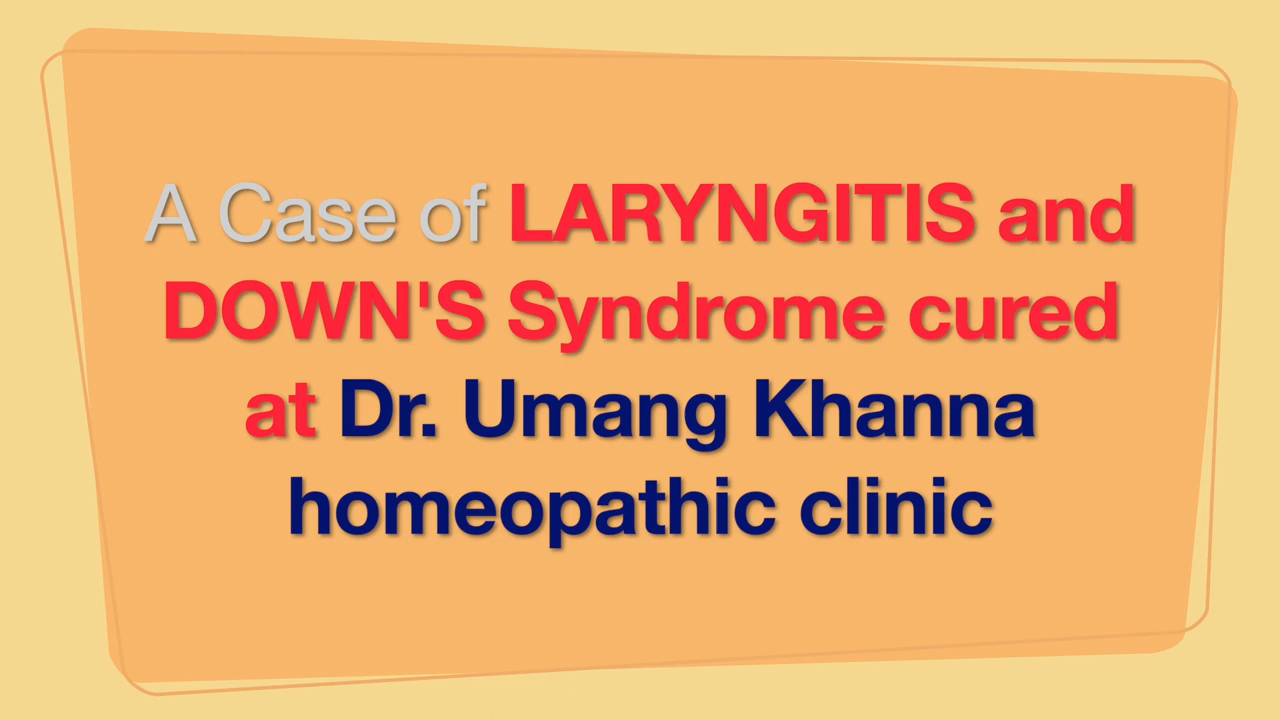 A Case of LARYNGITIS and
DOWN'S Syndrome cured
at Dr. Umang Khanna
homeopathic clinic